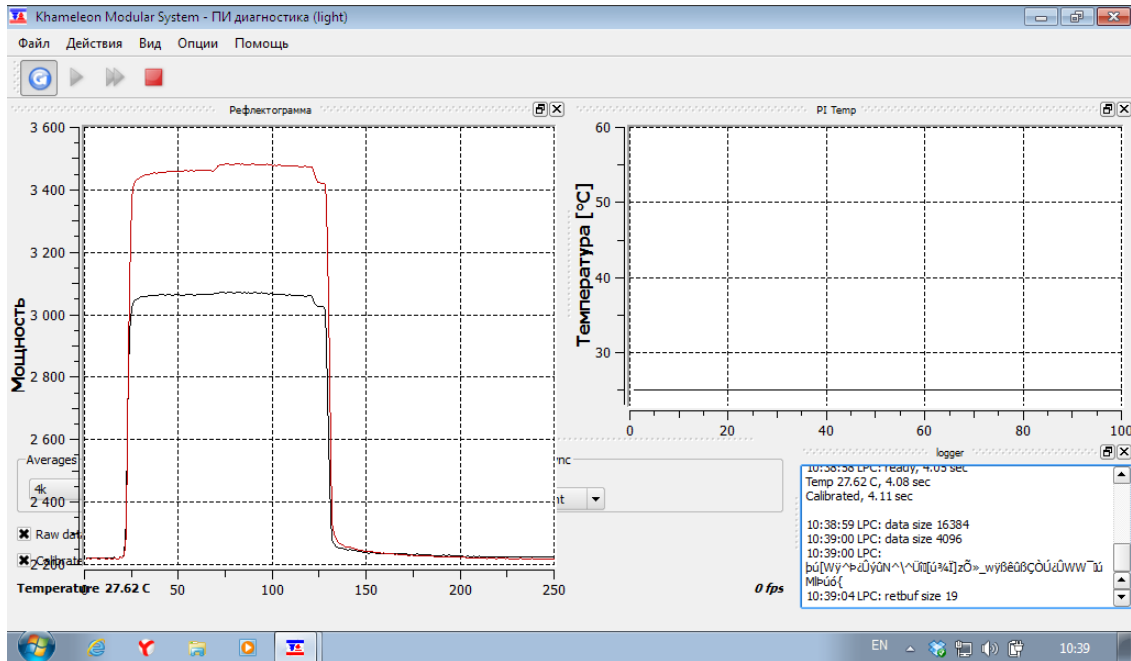 Khameleon Modular System - ПИ диагностика (light)
Файл Действия Вид Опции Помощь
Рефлектограмма
PI Temp
3 600
3 400
3 200
3 000
2 800
2 600
2 400
2 200
Мощность
0 50 100 150 200 250
60
50
40
30
Температура [°C]
0 20 40 60 80 100
Averages
4k
Raw dat
Calibrate
Temperature 27.62 C
0 fps
logger
10:38:58 LPC: ready, 4.05 sec
Temp 27.62 C, 4.08 sec
Calibrated, 4.11 sec
10:38:59 LPC: data size 16384
10:39:00 LPC: data size 4096
10:39:00 LPC:
10:39:04 LPC: retbuf size 19
EN 10:39